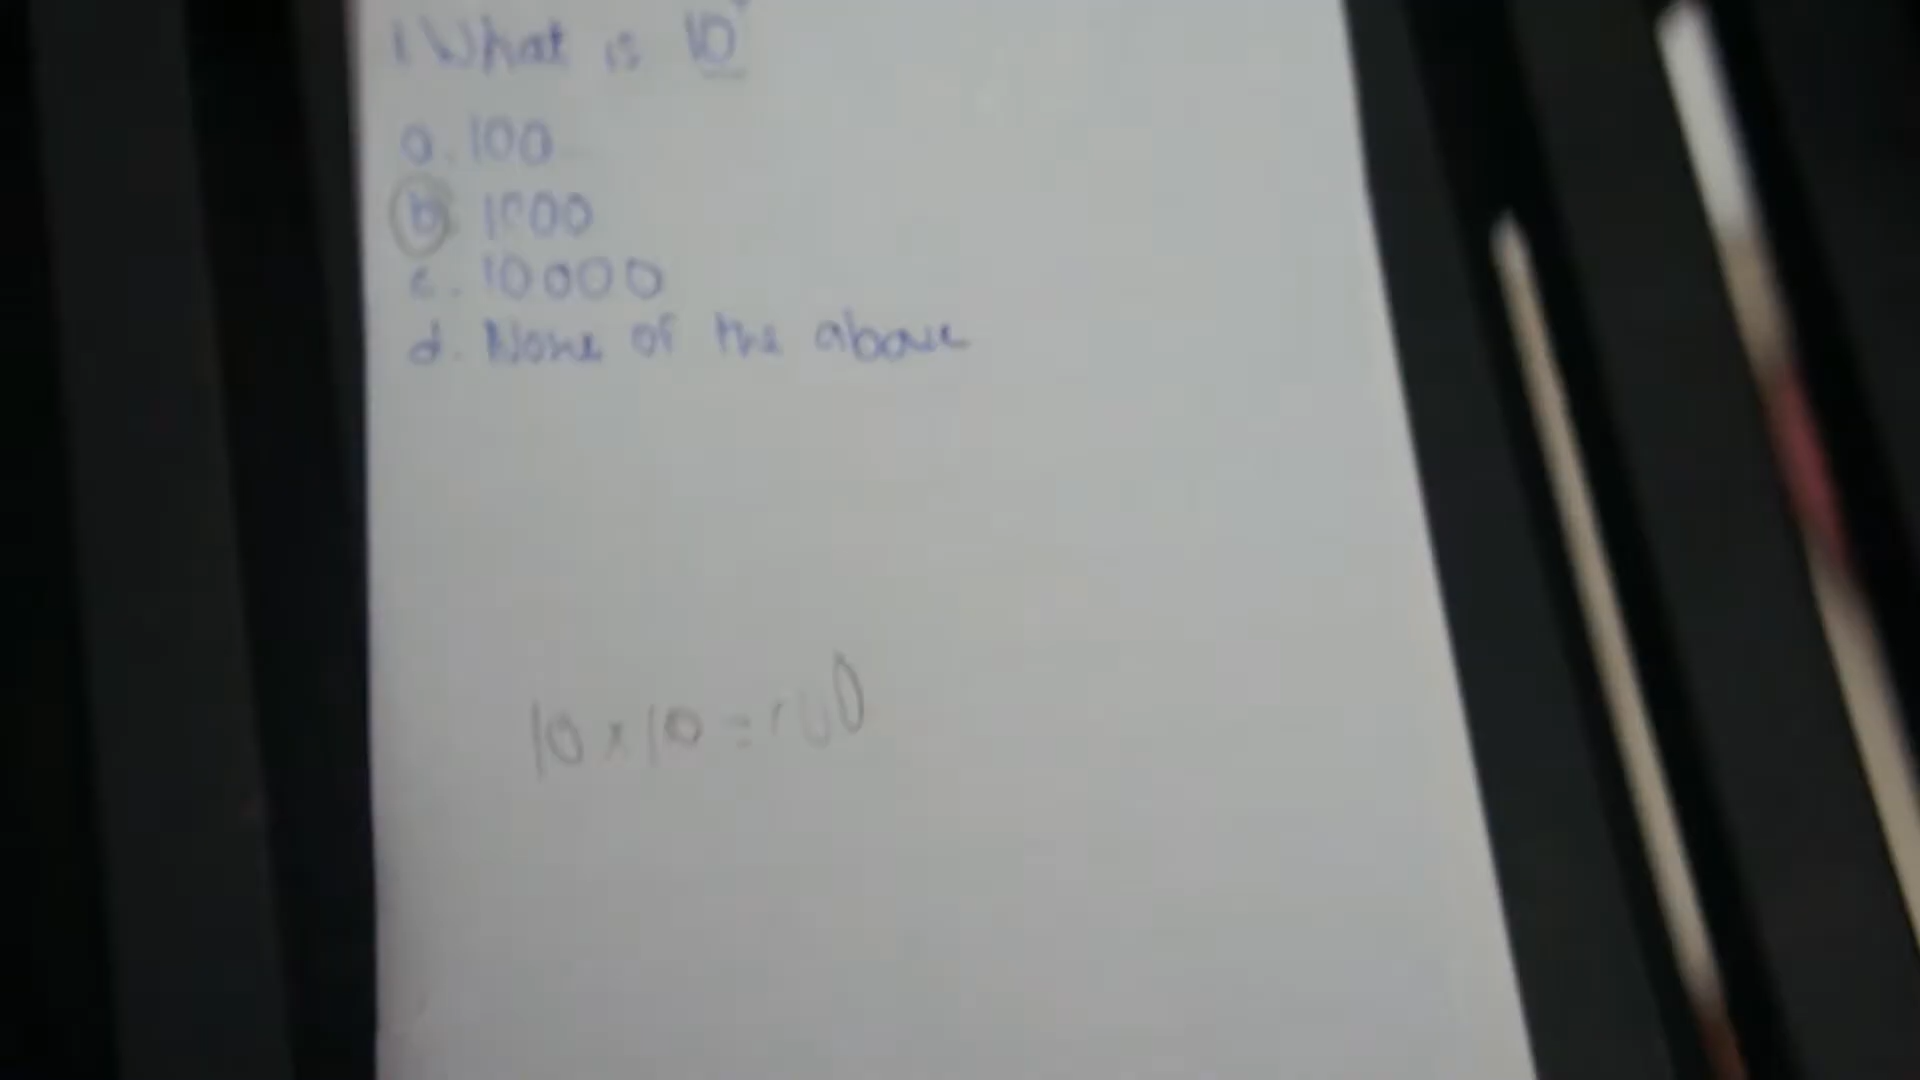 1 What is 10
a. 100
b. 1000
c. 10000
d. None of the above
10 x 10 = 100